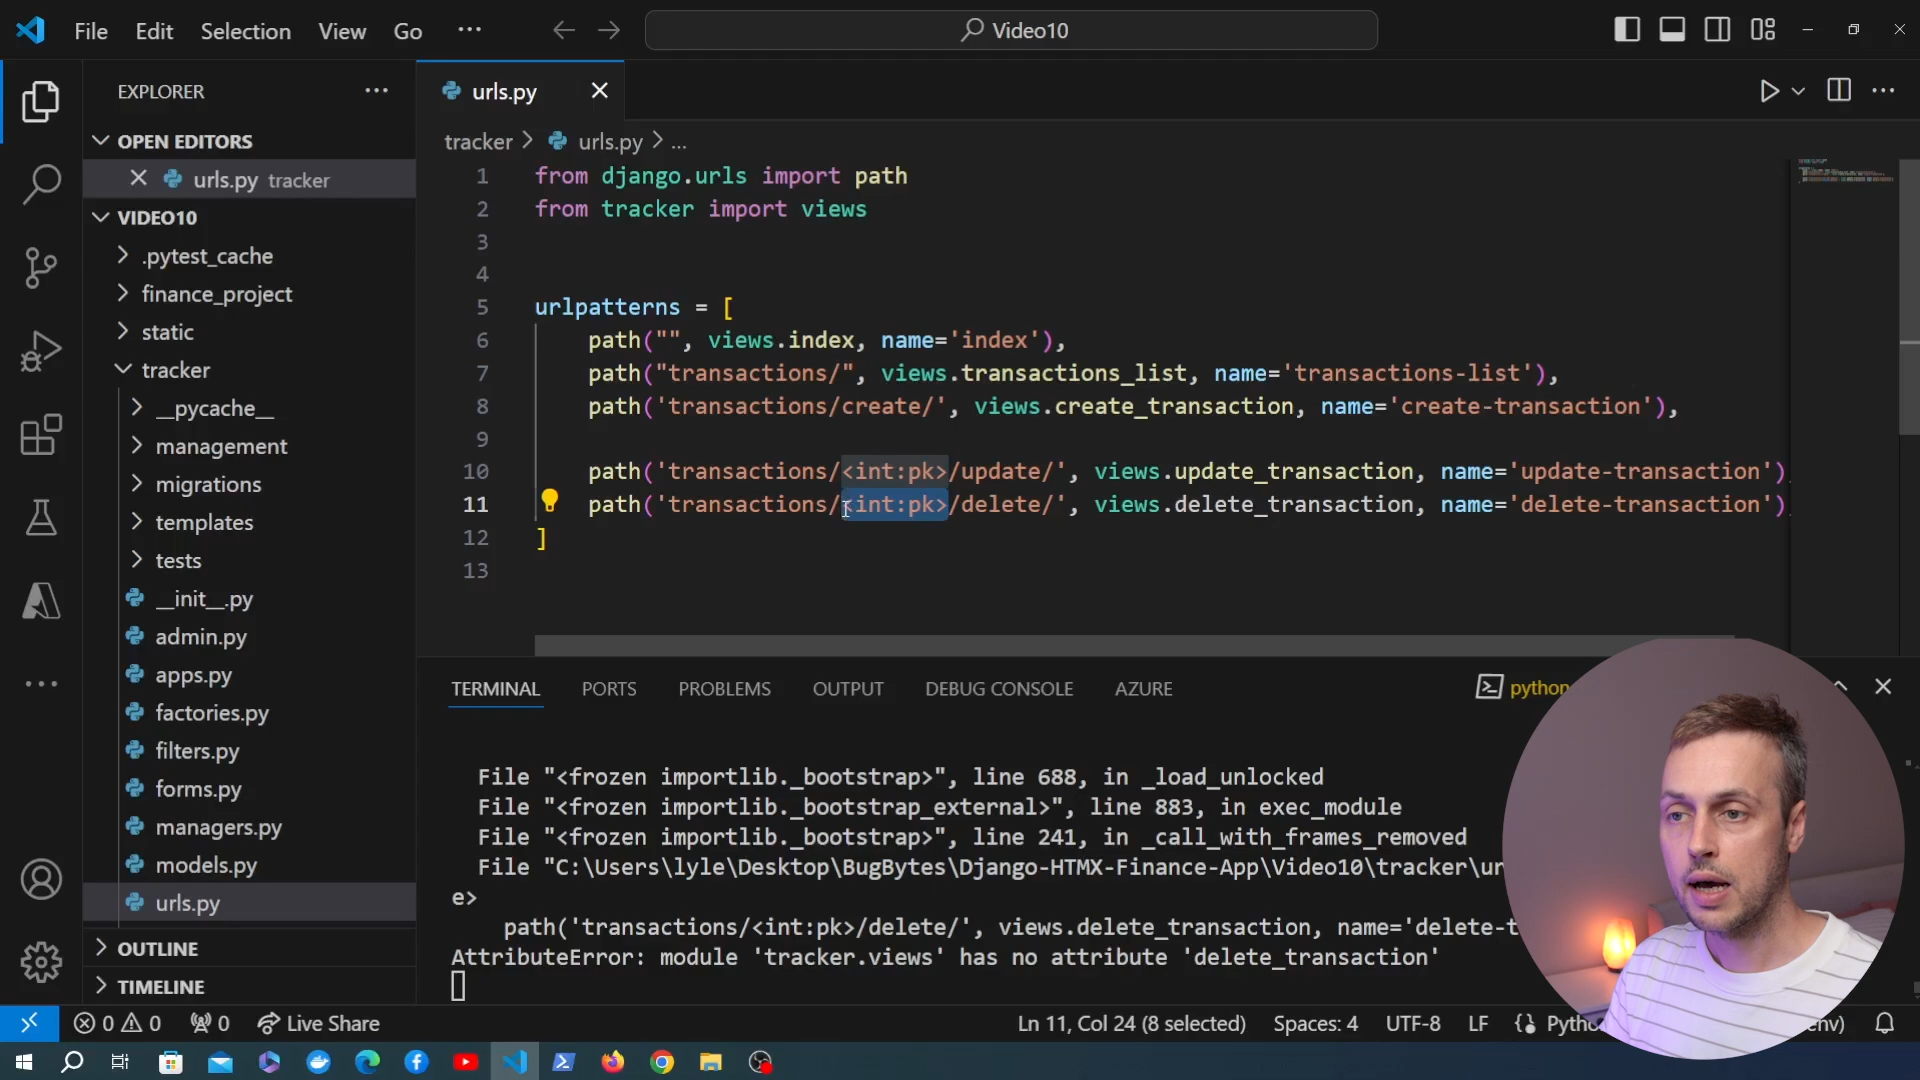 File Edit Selection View Go ··· Video10
EXPLORER
OPEN EDITORS
urls.py tracker
VIDEO10
.pytest_cache
finance_project
static
tracker
__pycache__
management
migrations
templates
tests
__init__.py
admin.py
apps.py
factories.py
filters.py
forms.py
managers.py
models.py
urls.py
OUTLINE
TIMELINE
urls.py
tracker > urls.py > ...
1 from django.urls import path
2 from tracker import views
3
4
5 urlpatterns = [
6 path("", views.index, name='index'),
7 path("transactions/", views.transactions_list, name='transactions-list'),
8 path('transactions/create/', views.create_transaction, name='create-transaction'),
9
10 path('transactions/<int:pk>/update/', views.update_transaction, name='update-transaction')
11 path('transactions/<int:pk>/delete/', views.delete_transaction, name='delete-transaction')
12 ]
13
TERMINAL PORTS PROBLEMS OUTPUT DEBUG CONSOLE AZURE python
File "<frozen importlib._bootstrap>", line 688, in _load_unlocked
File "<frozen importlib._bootstrap_external>", line 883, in exec_module
File "<frozen importlib._bootstrap>", line 241, in _call_with_frames_removed
File "C:\Users\lyle\Desktop\BugBytes\Django-HTMX-Finance-App\Video10\tracker\ur
e>
path('transactions/<int:pk>/delete/', views.delete_transaction, name='delete-t
AttributeError: module 'tracker.views' has no attribute 'delete_transaction'
0 0 0 Live Share Ln 11, Col 24 (8 selected) Spaces: 4 UTF-8 LF Pytho nv)